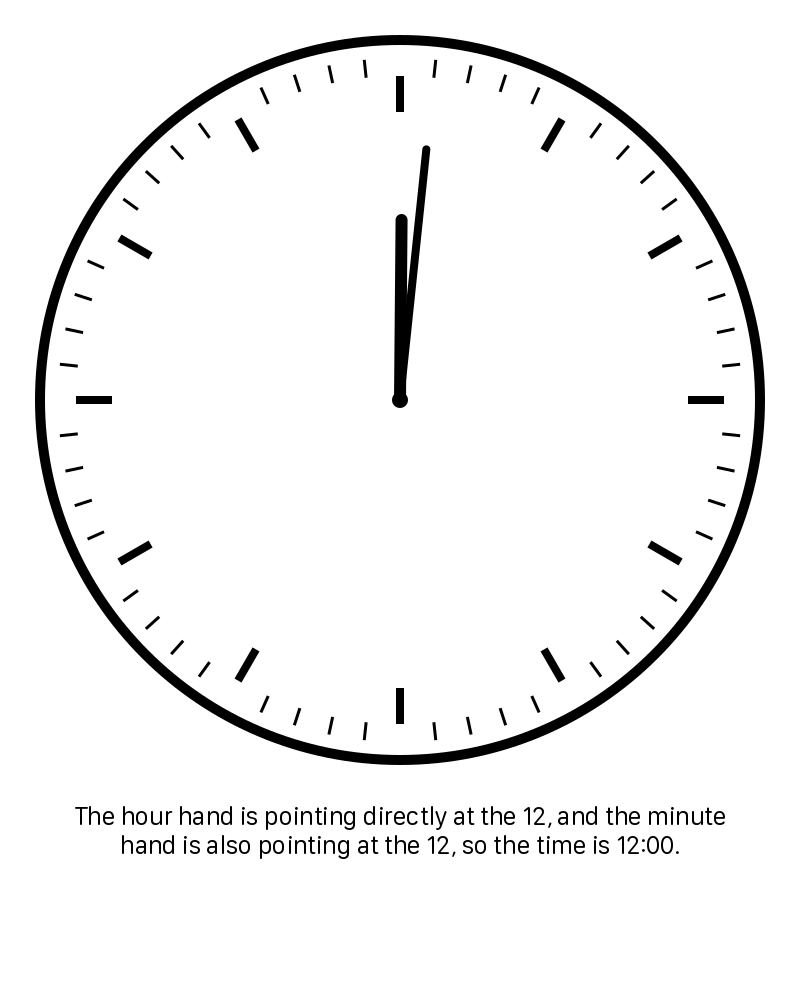 The hour hand is pointing directly at the 12, and the minute
hand is also pointing at the 12, so the time is 12:00.